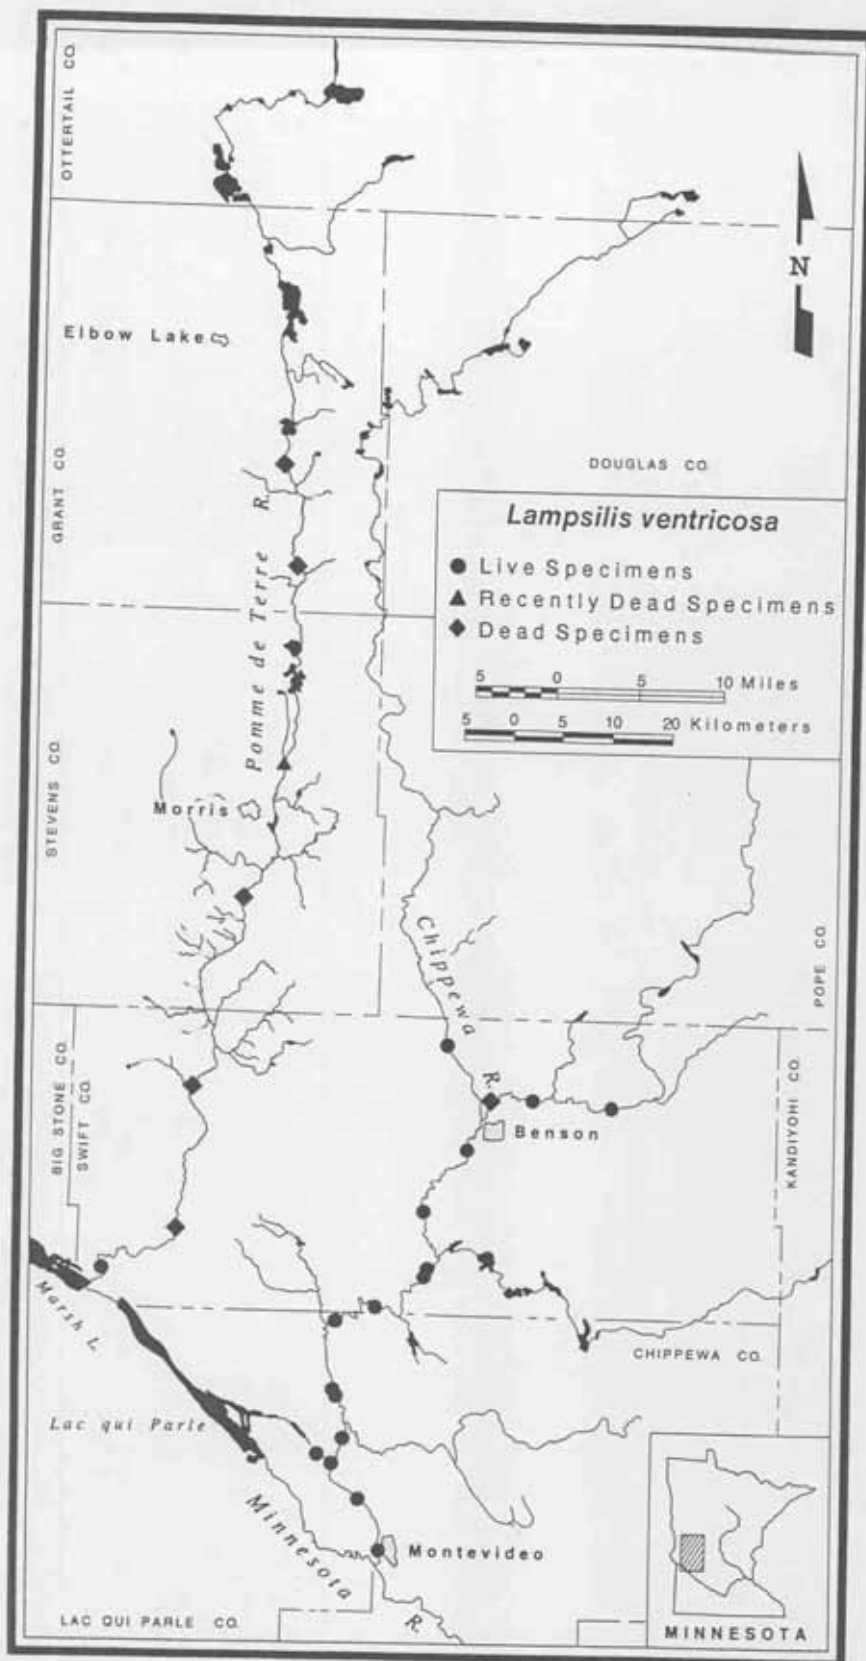 OTTERTAIL CO.
N
Elbow Lake
GRANT CO.
DOUGLAS CO.
Pomme de Terre R.
Lampsilis ventricosa
Live Specimens
Recently Dead Specimens
Dead Specimens
5 0 5 10 Miles
5 0 5 10 20 Kilometers
STEVENS CO.
Morris
Chippewa R.
POPE CO.
BIG STONE CO.
SWIFT CO.
Benson
KANDIYOHI CO.
Marsh L.
CHIPPEWA CO.
Lac qui Parle
Minnesota R.
Montevideo
LAC QUI PARLE CO.
MINNESOTA